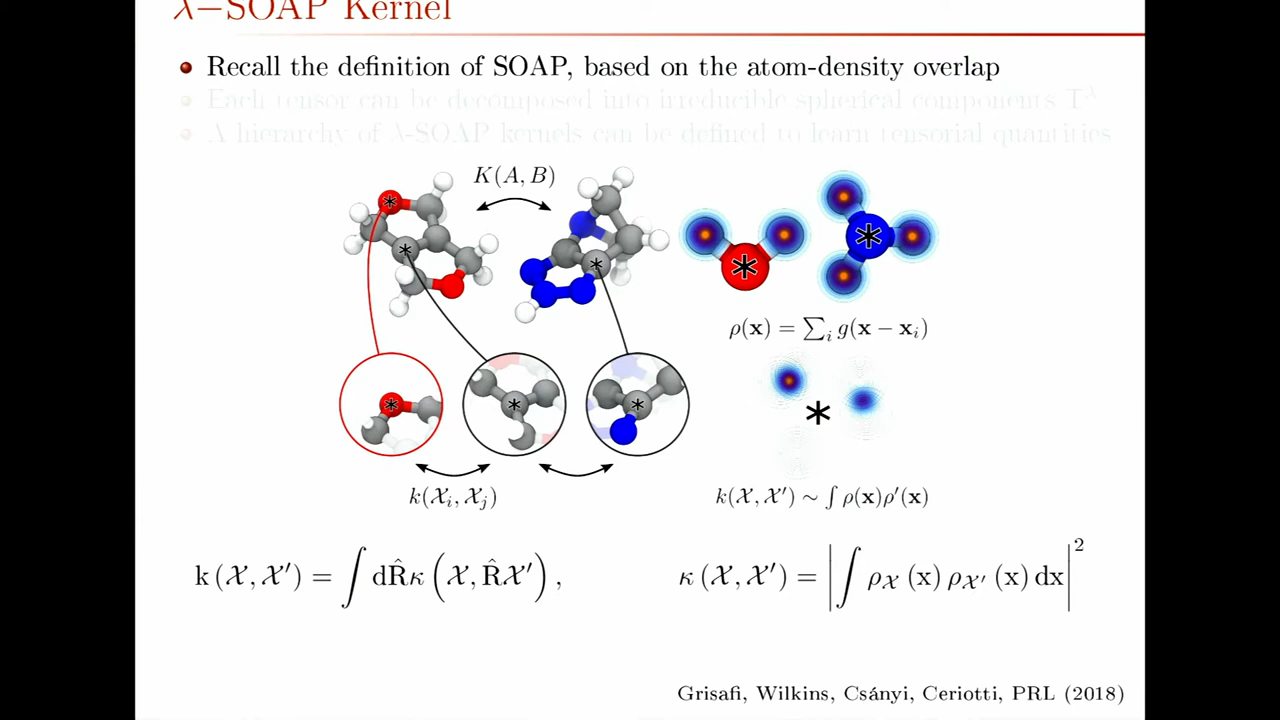 λ−SOAP Kernel
Recall the definition of SOAP, based on the atom-density overlap
Each tensor can be decomposed into irreducible spherical components T^λ
A hierarchy of λ-SOAP kernels can be defined to learn tensorial quantities
K(A, B)
* * * * *
ρ(x) = ∑_i g(x − x_i)
* * * *
k(𝒳_i, 𝒳_j)
k(𝒳, 𝒳′) ∼ ∫ ρ(x)ρ′(x)
k (𝒳, 𝒳′) = ∫ dR̂κ (𝒳, R̂𝒳′) ,
κ (𝒳, 𝒳′) = |∫ ρ_𝒳 (x) ρ_𝒳′ (x) dx|²
Grisafi, Wilkins, Csányi, Ceriotti, PRL (2018)